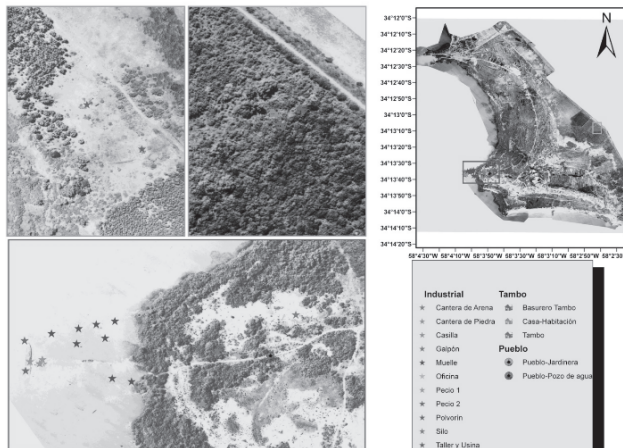 N
34°12'0"S
34°12'10"S
34°12'20"S
34°12'30"S
34°12'40"S
34°12'50"S
34°13'0"S
34°13'10"S
34°13'20"S
34°13'30"S
34°13'40"S
34°13'50"S
34°14'0"S
34°14'10"S
34°14'20"S
58°4'30"W 58°4'0"W 58°3'50"W 58°3'30"W 58°3'10"W 58°2'50"W 58°2'30"W
Industrial
Cantera de Arena
Cantera de Piedra
Casilla
Galpón
Muelle
Oficina
Pecio 1
Pecio 2
Polvorín
Silo
Taller y Usina
Tambo
Basurero Tambo
Casa-Habitación
Tambo
Pueblo
Pueblo-Jardinera
Pueblo-Pozo de agua